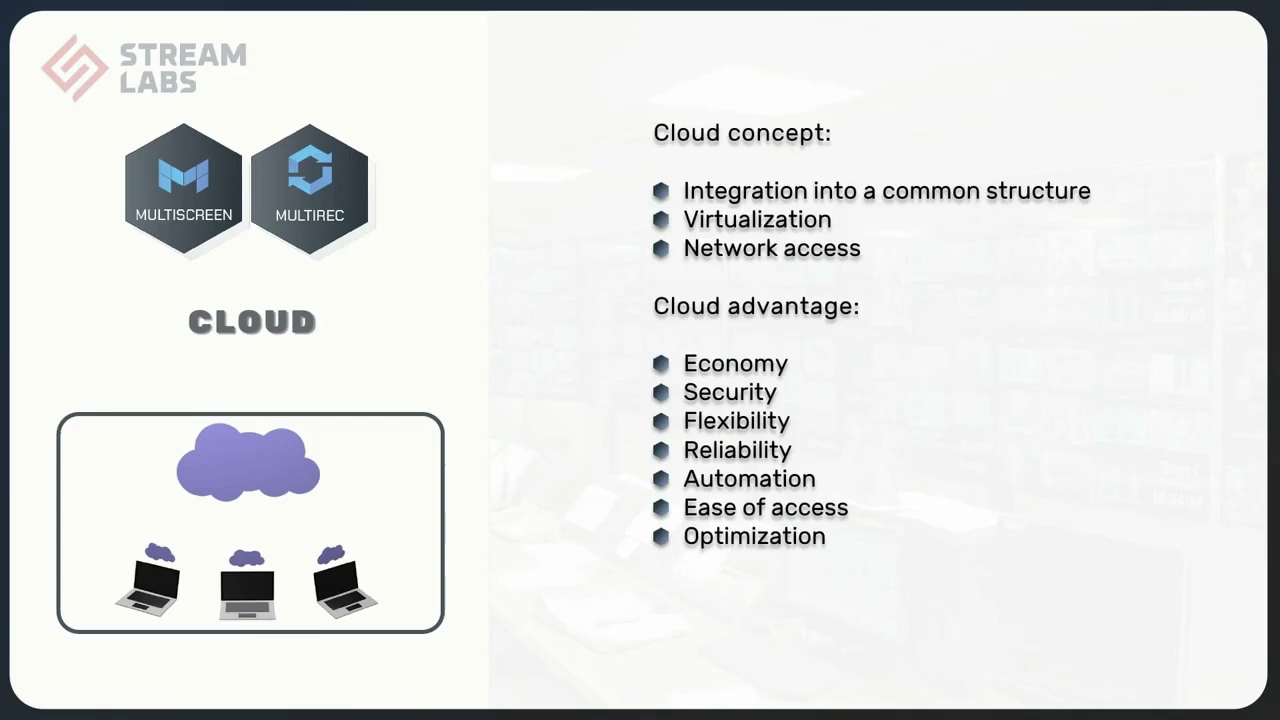 STREAM
LABS
MULTISCREEN
MULTIREC
CLOUD
Cloud concept:
Integration into a common structure
Virtualization
Network access
Cloud advantage:
Economy
Security
Flexibility
Reliability
Automation
Ease of access
Optimization